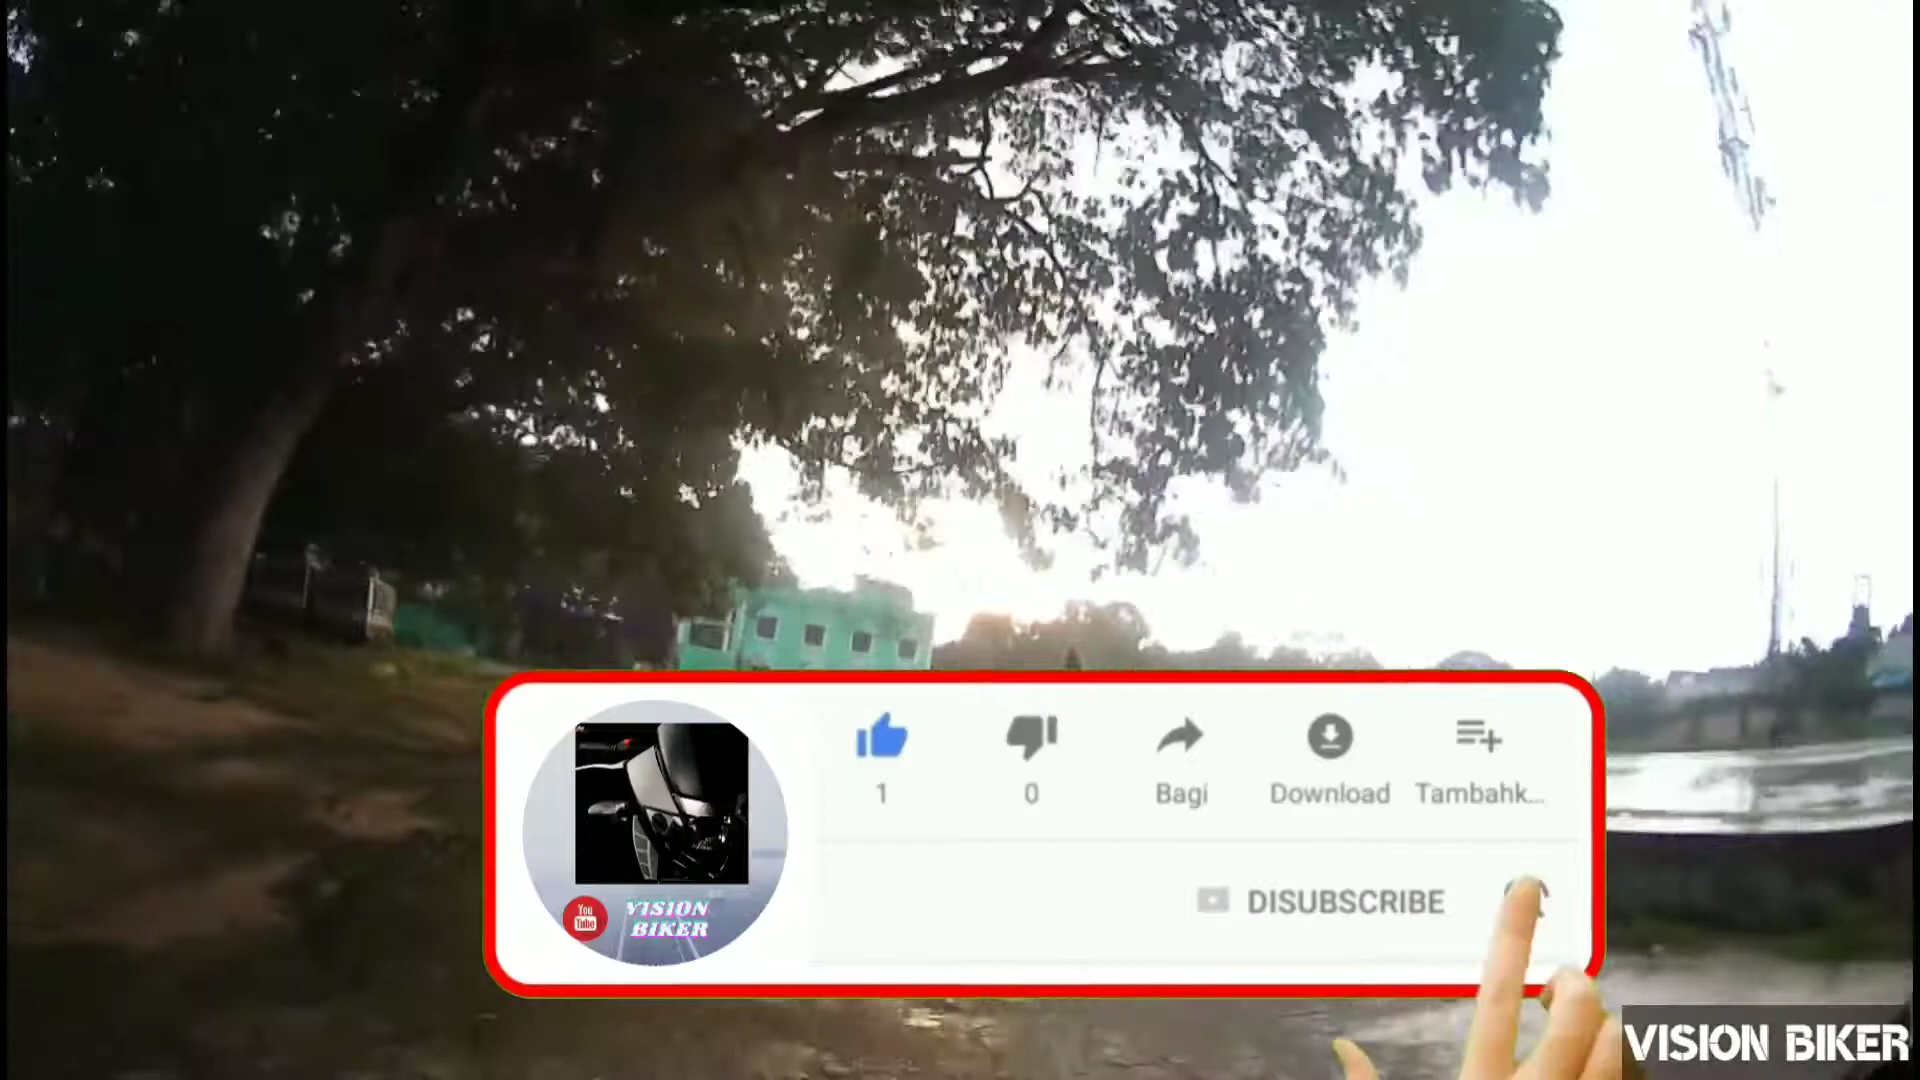 1
0
Bagi
Download
Tambahk...
DISUBSCRIBE
You
Tube
VISION
BIKER
VISION BIKER